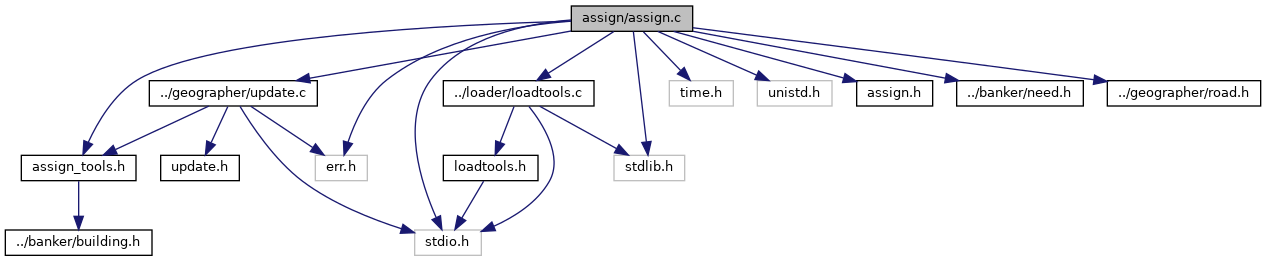 assign/assign.c
../geographer/update.c
../loader/loadtools.c
time.h
unistd.h
assign.h
../banker/need.h
../geographer/road.h
assign_tools.h
update.h
err.h
loadtools.h
stdlib.h
../banker/building.h
stdio.h